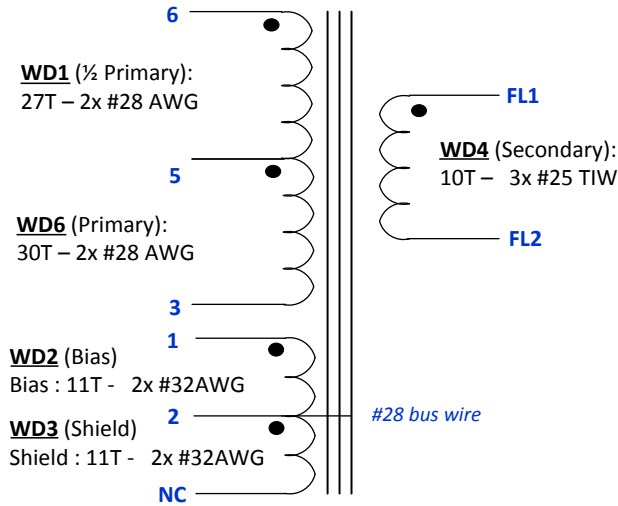 6
WD1 (½ Primary):
27T – 2x #28 AWG
FL1
WD4 (Secondary):
10T – 3x #25 TIW
5
WD6 (Primary):
30T – 2x #28 AWG
FL2
3
1
WD2 (Bias)
Bias : 11T - 2x #32AWG
2
#28 bus wire
WD3 (Shield)
Shield : 11T - 2x #32AWG
NC